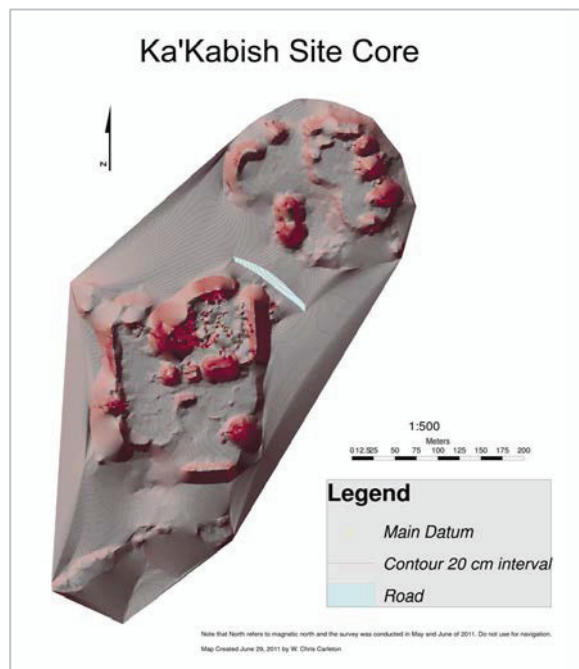 Ka'Kabish Site Core
N
1:500
Meters
0 12.5 25 50 75 100 125 150 175 200
Legend
Main Datum
Contour 20 cm interval
Road
Note that North refers to magnetic north and the survey was conducted in May and June of 2011. Do not use for navigation.
Map Created June 29, 2011 by W. Chris Carleton